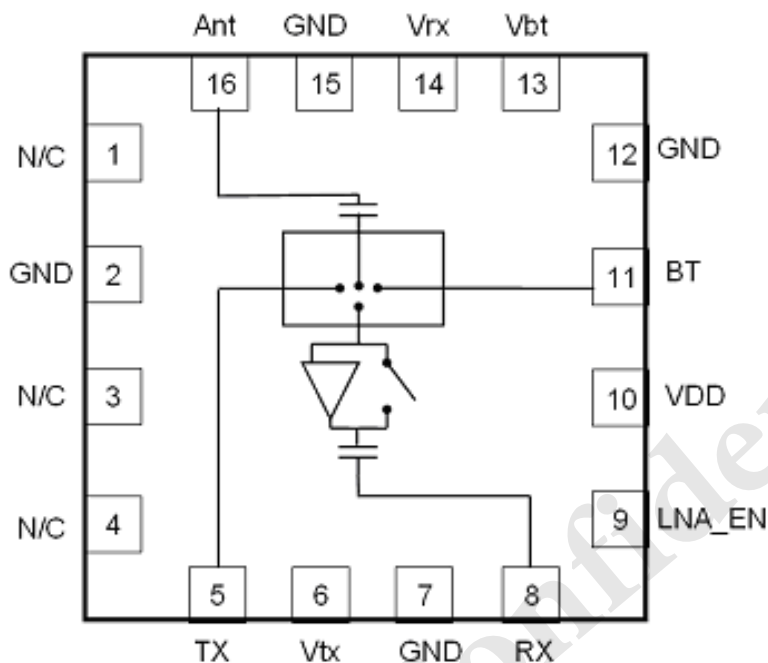 Ant GND Vrx Vbt
16 15 14 13
N/C 1 12 GND
GND 2 11 BT
N/C 3 10 VDD
N/C 4 9 LNA_EN
5 6 7 8
TX Vtx GND RX